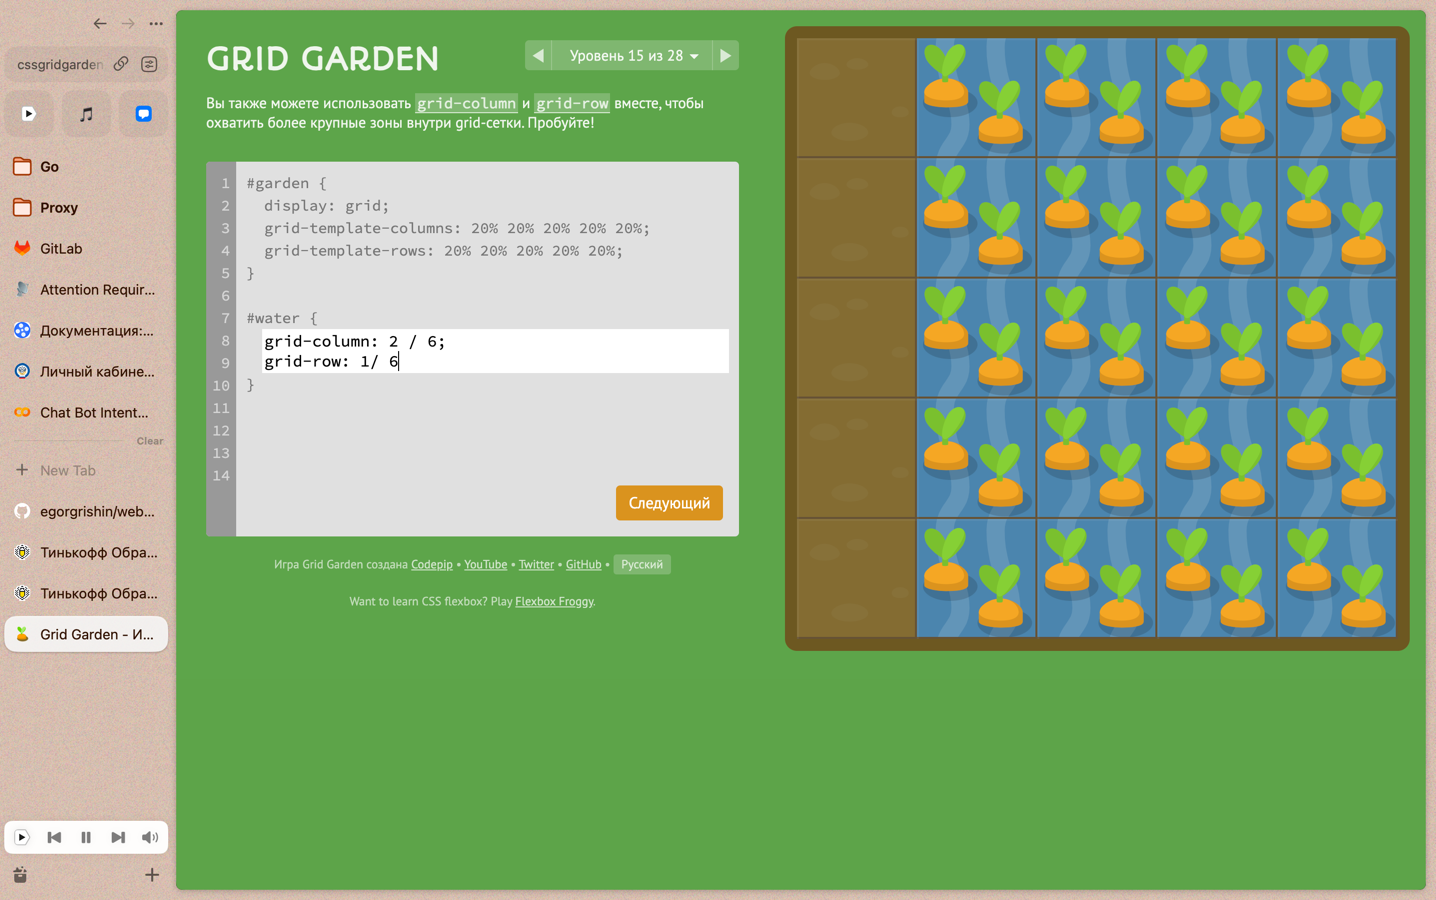 cssgridgarden
Go
Proxy
GitLab
Attention Requir...
Документация:...
Личный кабине...
Chat Bot Intent...
Clear
New Tab
egorgrishin/web...
Тинькофф Обра...
Тинькофф Обра...
Grid Garden - И...
GRID GARDEN
Уровень 15 из 28
Вы также можете использовать grid-column и grid-row вместе, чтобы
охватить более крупные зоны внутри grid-сетки. Пробуйте!
1 #garden {
2 display: grid;
3 grid-template-columns: 20% 20% 20% 20% 20%;
4 grid-template-rows: 20% 20% 20% 20% 20%;
5 }
6
7 #water {
8 grid-column: 2 / 6;
9 grid-row: 1/ 6
10 }
11
12
13
14
Следующий
Игра Grid Garden создана Codepip • YouTube • Twitter • GitHub • Русский
Want to learn CSS flexbox? Play Flexbox Froggy.